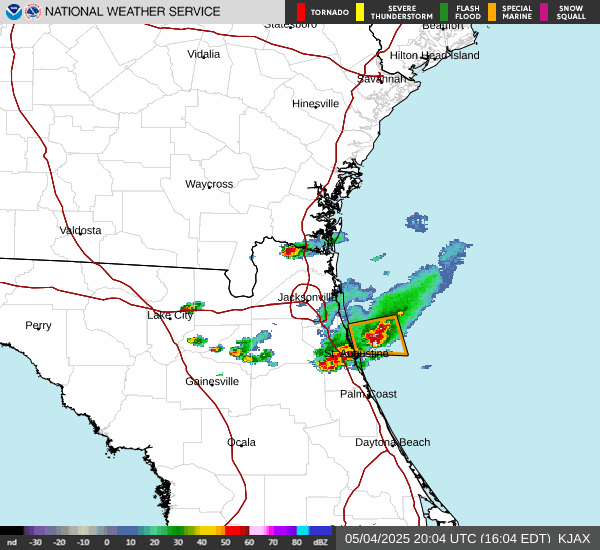 NATIONAL WEATHER SERVICE
TORNADO
SEVERE THUNDERSTORM
FLASH FLOOD
SPECIAL MARINE
SNOW SQUALL
Statesboro
Beaufort
Vidalia
Hilton Head Island
Savannah
Hinesville
Waycross
Valdosta
Jacksonville
Lake City
Perry
St. Augustine
Gainesville
Palm Coast
Ocala
Daytona Beach
nd -30 -20 -10 0 10 20 30 40 50 60 70 80 dBZ
05/04/2025 20:04 UTC (16:04 EDT) KJAX